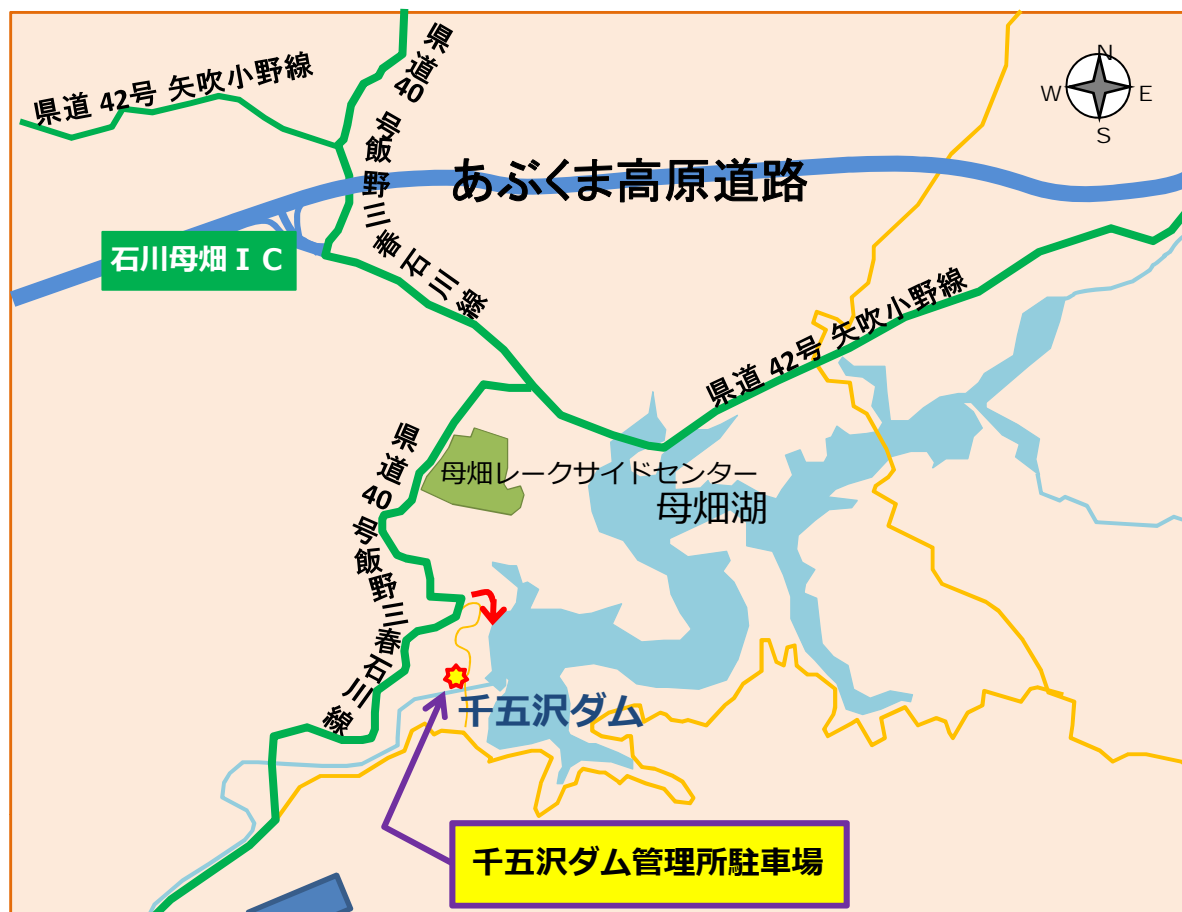 県道40号飯野三春石川線
県道 42号 矢吹小野線
N
W
E
S
あぶくま高原道路
石川母畑ＩＣ
県道 42号 矢吹小野線
県道40号飯野三春石川線
母畑レークサイドセンター
母畑湖
千五沢ダム
千五沢ダム管理所駐車場